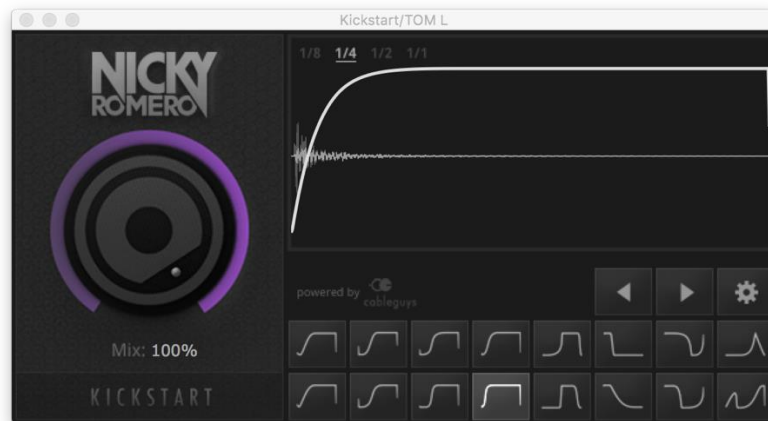 Kickstart/TOM L
NICKY
ROMERO
1/8 1/4 1/2 1/1
powered by cableguys
Mix: 100%
KICKSTART